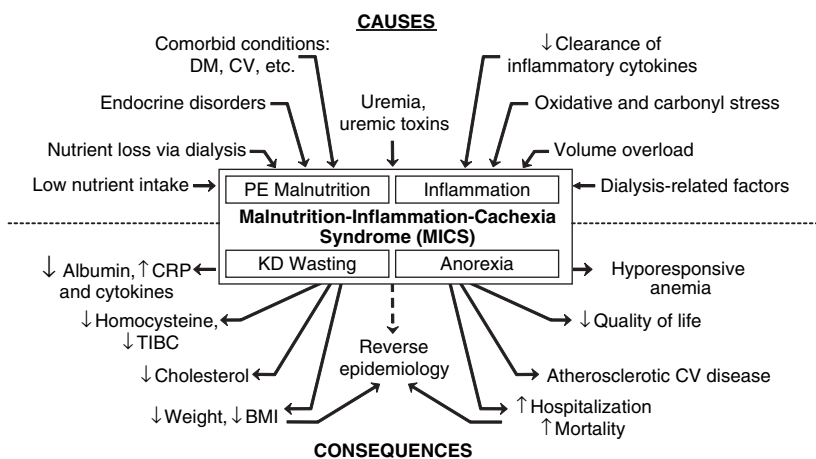 CAUSES
Comorbid conditions:
DM, CV, etc.
↓Clearance of
inflammatory cytokines
Endocrine disorders
Uremia,
uremic toxins
Oxidative and carbonyl stress
Nutrient loss via dialysis
Volume overload
Low nutrient intake
PE Malnutrition
Inflammation
Dialysis-related factors
Malnutrition-Inflammation-Cachexia
Syndrome (MICS)
KD Wasting
Anorexia
↓ Albumin, ↑CRP
and cytokines
Hyporesponsive
anemia
↓Homocysteine,
↓TIBC
↓Quality of life
Reverse
epidemiology
↓Cholesterol
Atherosclerotic CV disease
↓Weight, ↓BMI
↑Hospitalization
↑Mortality
CONSEQUENCES